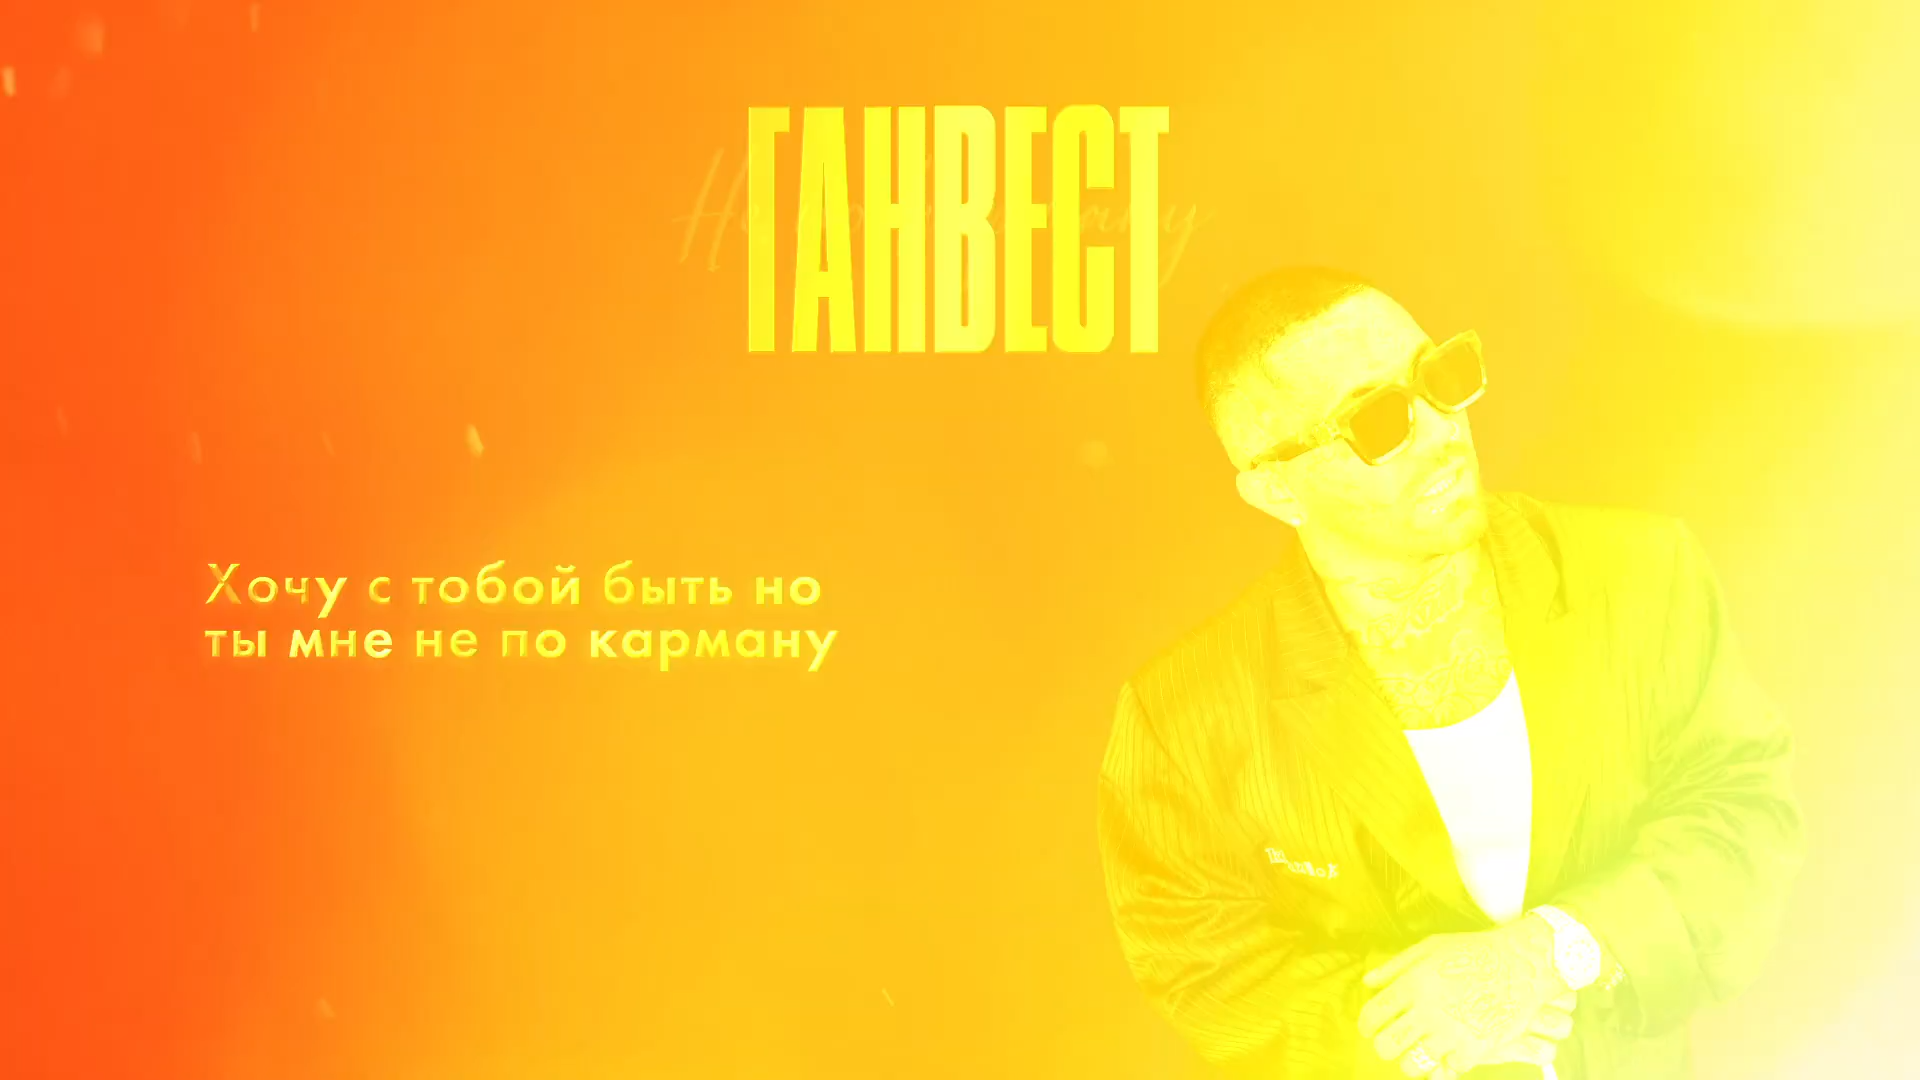 ГАНВЕСТ
Хочу с тобой быть но
ты мне не по карману